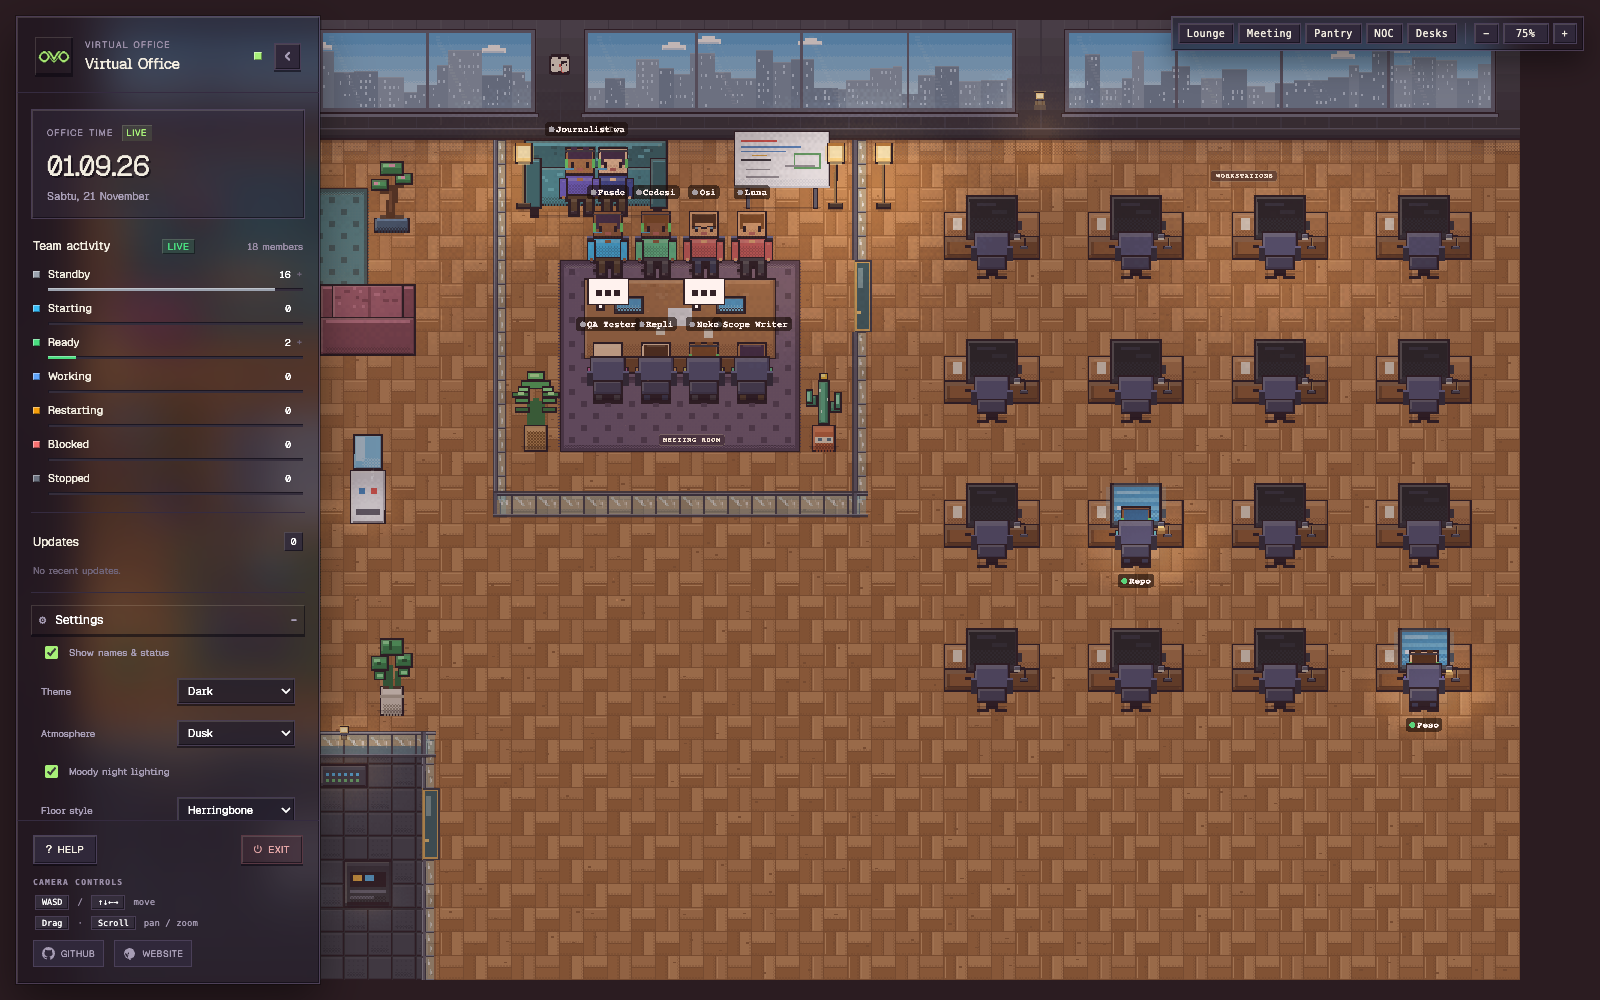 VIRTUAL OFFICE
Virtual Office
OFFICE TIME LIVE
01.09.26
Sabtu, 21 November
Team activity LIVE 18 members
Standby 16
Starting 0
Ready 2
Working 0
Restarting 0
Blocked 0
Stopped 0
Updates 0
No recent updates.
Settings
Show names & status
Theme Dark
Atmosphere Dusk
Moody night lighting
Floor style Herringbone
? HELP
EXIT
CAMERA CONTROLS
WASD / ↑↓←→ move
Drag · Scroll pan / zoom
GITHUB
WEBSITE
Lounge Meeting Pantry NOC Desks − 75% +
Journalist
Codesi Osi Luna
QA Tester Repli Scope Writer
MEETING ROOM
WORKSTATIONS
Repo